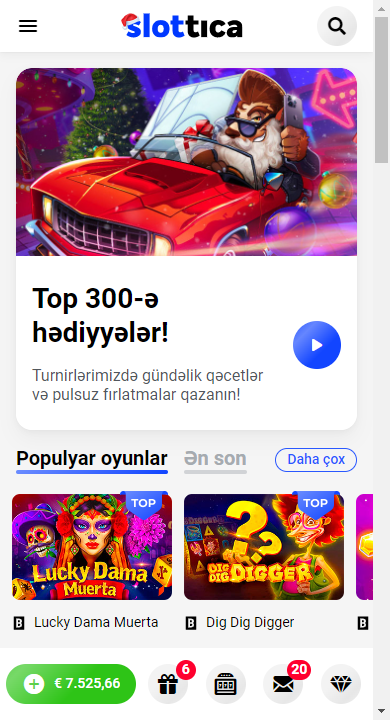 slottica
Top 300-ə
hədiyyələr!
Turnirlərimizdə gündəlik qəcetlər
və pulsuz fırlatmalar qazanın!
Populyar oyunlar
Ən son
Daha çox
TOP
Lucky Dama
Muerta
TOP
DIG DIG DIGGER
B Lucky Dama Muerta
B Dig Dig Digger
B
€ 7.525,66
6
20